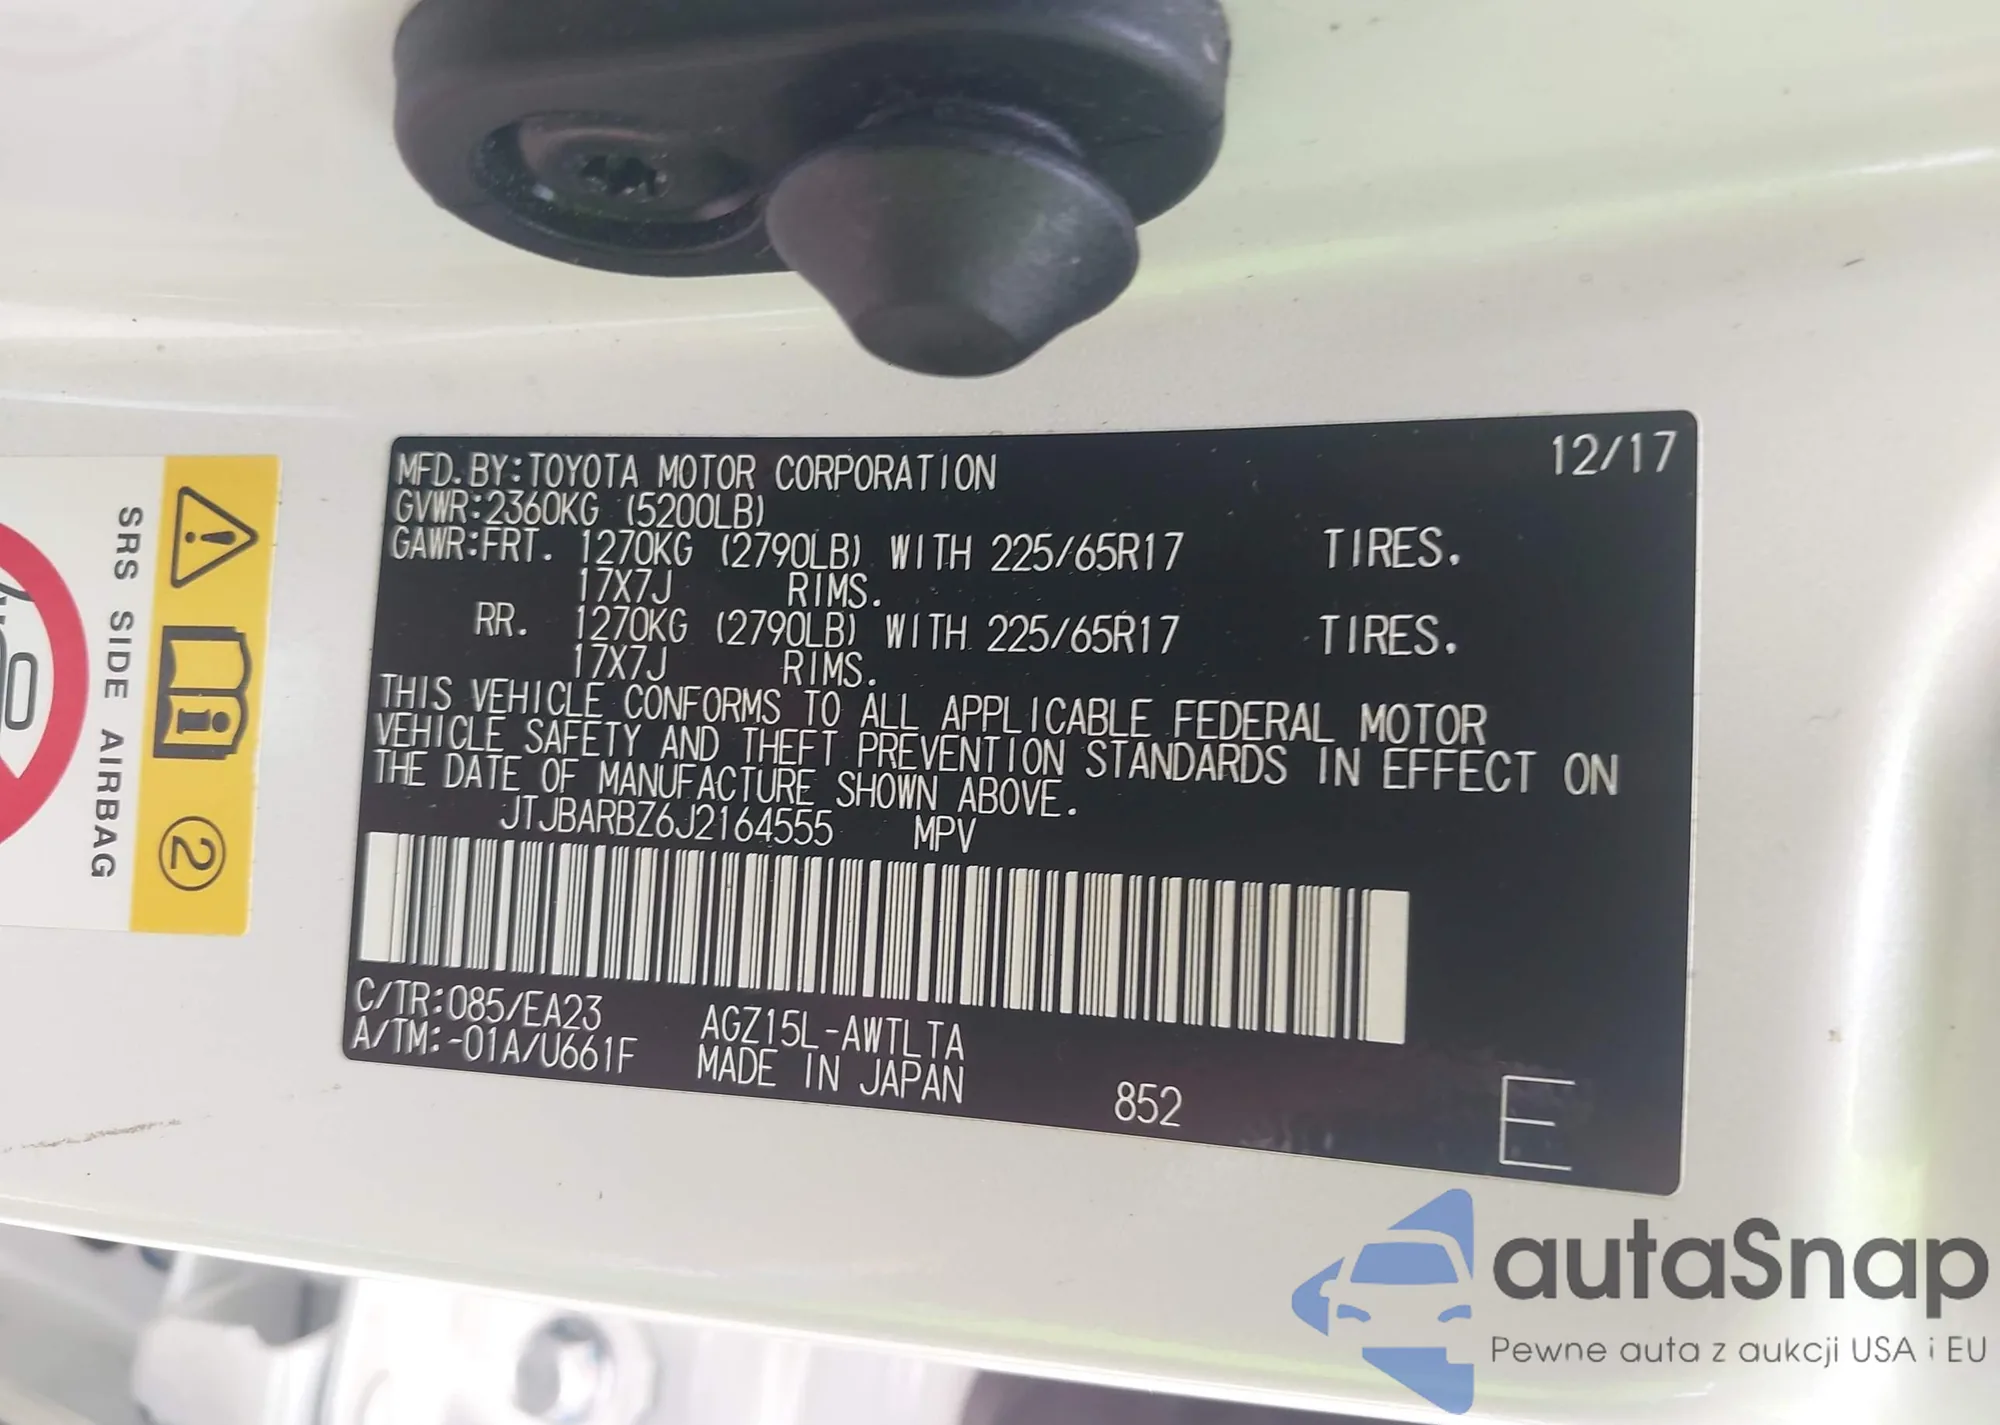 MFD.BY:TOYOTA MOTOR CORPORATION 12/17
GVWR:2360KG (5200LB)
GAWR:FRT. 1270KG (2790LB) WITH 225/65R17 TIRES.
17X7J RIMS.
RR. 1270KG (2790LB) WITH 225/65R17 TIRES.
17X7J RIMS.
THIS VEHICLE CONFORMS TO ALL APPLICABLE FEDERAL MOTOR
VEHICLE SAFETY AND THEFT PREVENTION STANDARDS IN EFFECT ON
THE DATE OF MANUFACTURE SHOWN ABOVE.
JTJBARBZ6J2164555 MPV
C/TR:085/EA23 AGZ15L-AWTLTA
A/TM:-01A/U661F MADE IN JAPAN 852 E
SRS SIDE AIRBAG
2
autaSnap
Pewne auta z aukcji USA i EU